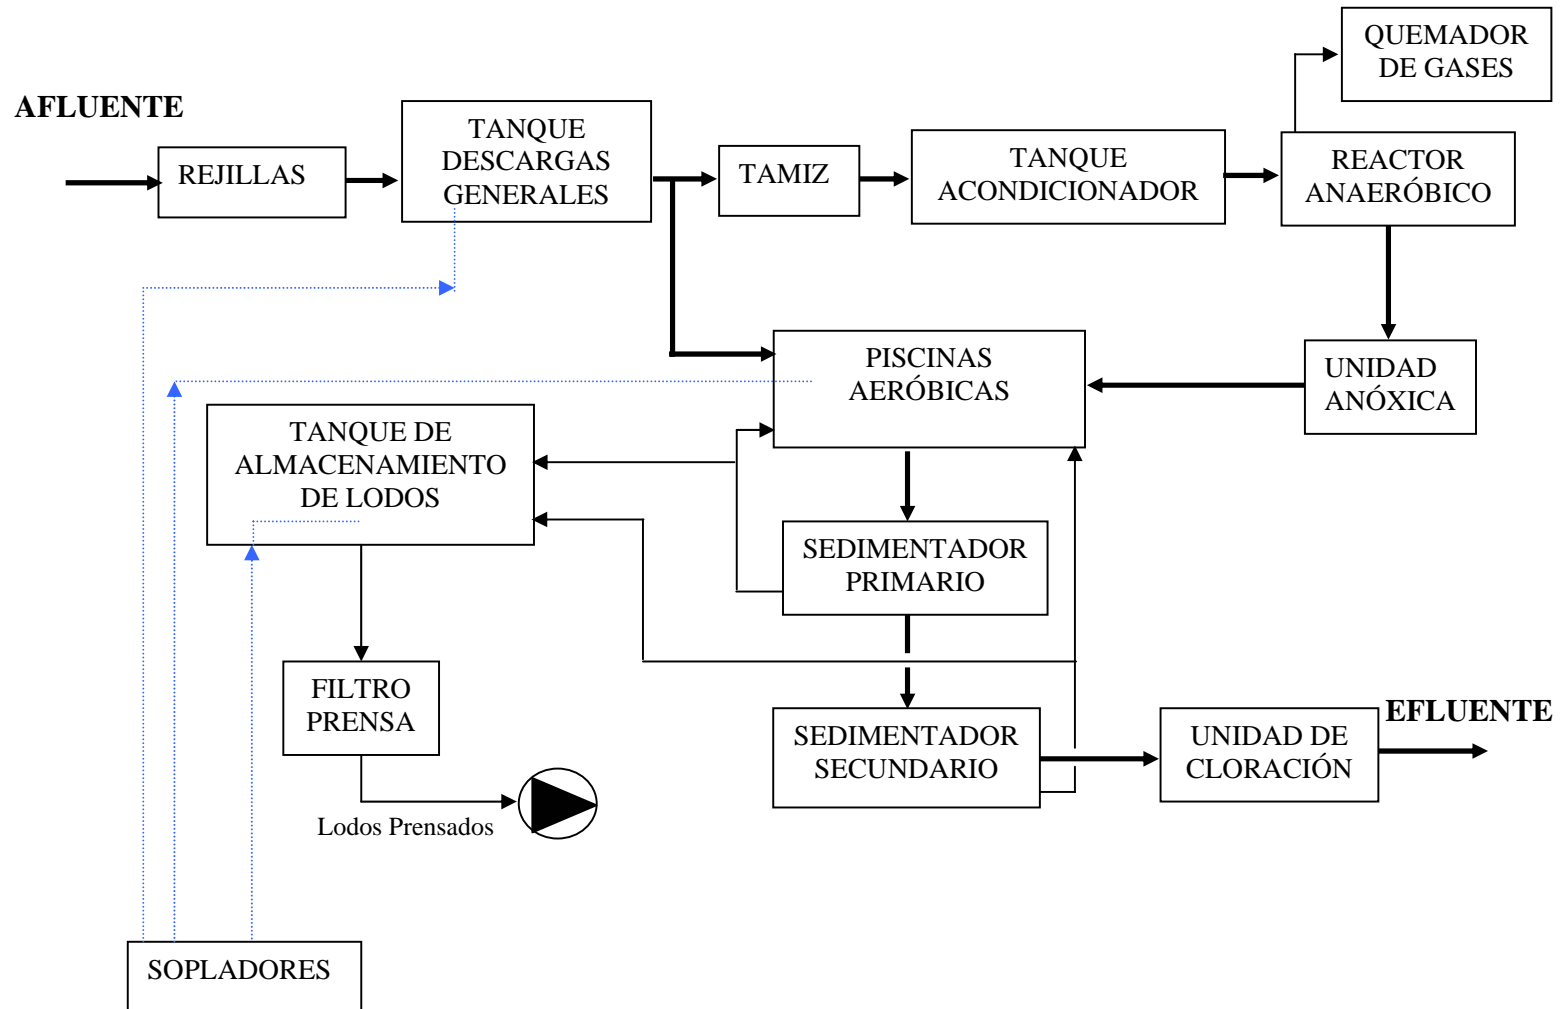 QUEMADOR
DE GASES
AFLUENTE
REJILLAS
TANQUE
DESCARGAS
GENERALES
TAMIZ
TANQUE
ACONDICIONADOR
REACTOR
ANAERÓBICO
PISCINAS
AERÓBICAS
UNIDAD
ANÓXICA
TANQUE DE
ALMACENAMIENTO
DE LODOS
SEDIMENTADOR
PRIMARIO
FILTRO
PRENSA
SEDIMENTADOR
SECUNDARIO
UNIDAD DE
CLORACIÓN
EFLUENTE
Lodos Prensados
SOPLADORES